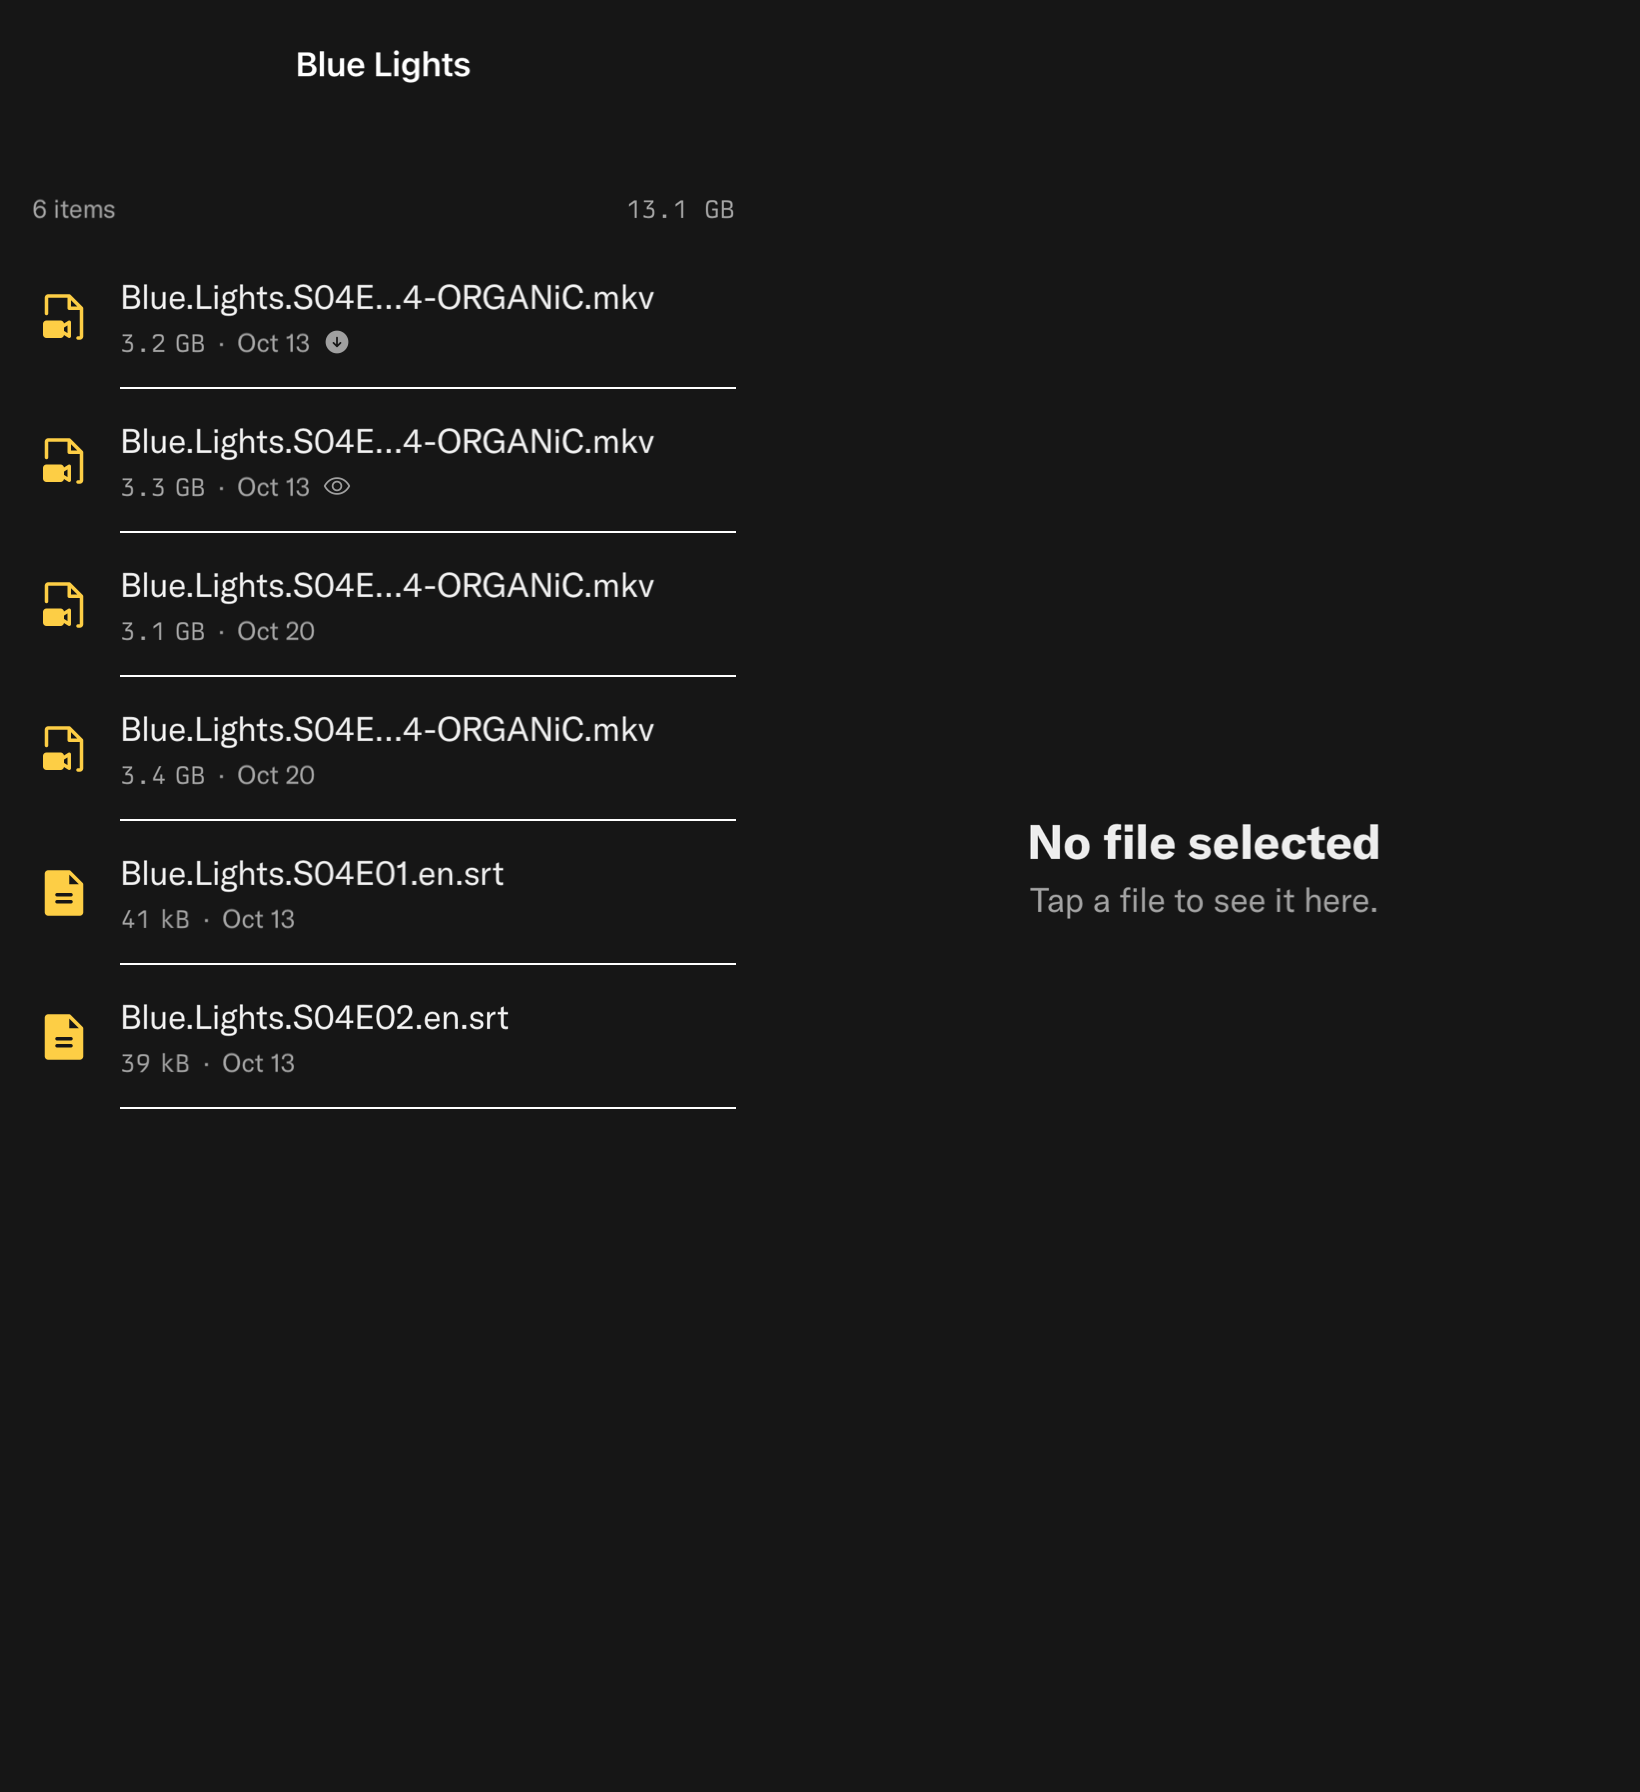 Blue Lights
6 items
13.1 GB
Blue.Lights.S04E...4-ORGANiC.mkv
3.2 GB · Oct 13
Blue.Lights.S04E...4-ORGANiC.mkv
3.3 GB · Oct 13
Blue.Lights.S04E...4-ORGANiC.mkv
3.1 GB · Oct 20
Blue.Lights.S04E...4-ORGANiC.mkv
3.4 GB · Oct 20
Blue.Lights.S04E01.en.srt
41 kB · Oct 13
Blue.Lights.S04E02.en.srt
39 kB · Oct 13
No file selected
Tap a file to see it here.